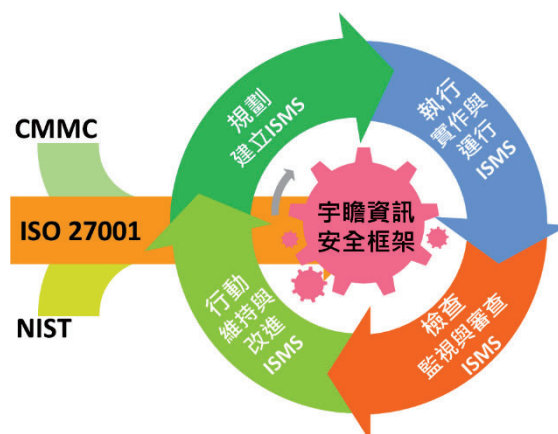 CMMC
ISO 27001
NIST
規劃
建立ISMS
執行
實作與
運行
ISMS
宇瞻資訊
安全框架
檢查
監視與審查
ISMS
行動
維持與
改進
ISMS